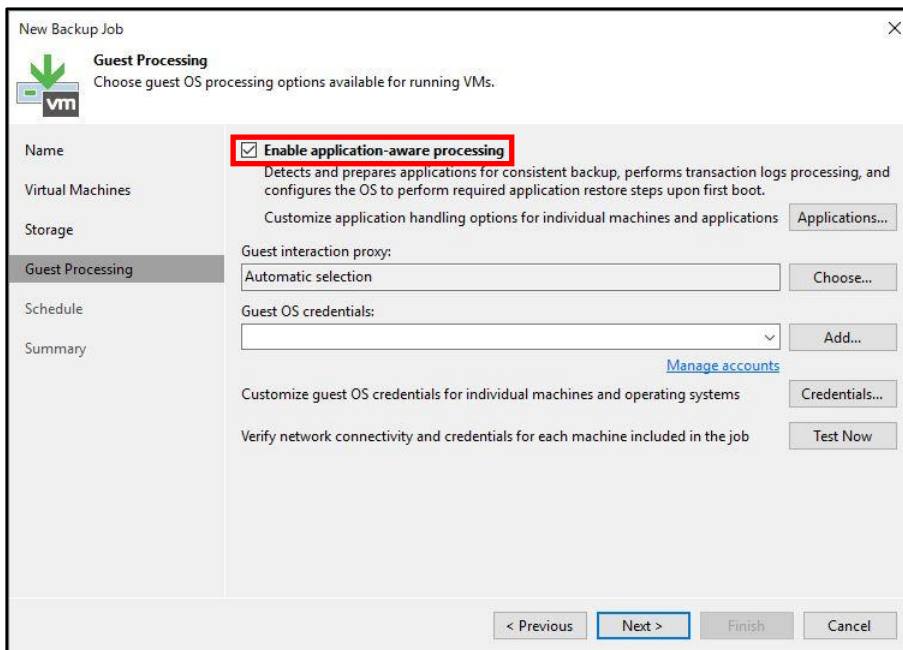 New Backup Job
Guest Processing
Choose guest OS processing options available for running VMs.
vm
Name
Virtual Machines
Storage
Guest Processing
Schedule
Summary
Enable application-aware processing
Detects and prepares applications for consistent backup, performs transaction logs processing, and
configures the OS to perform required application restore steps upon first boot.
Customize application handling options for individual machines and applications
Applications...
Guest interaction proxy:
Automatic selection
Choose...
Guest OS credentials:
Add...
Manage accounts
Customize guest OS credentials for individual machines and operating systems
Credentials...
Verify network connectivity and credentials for each machine included in the job
Test Now
< Previous
Next >
Finish
Cancel